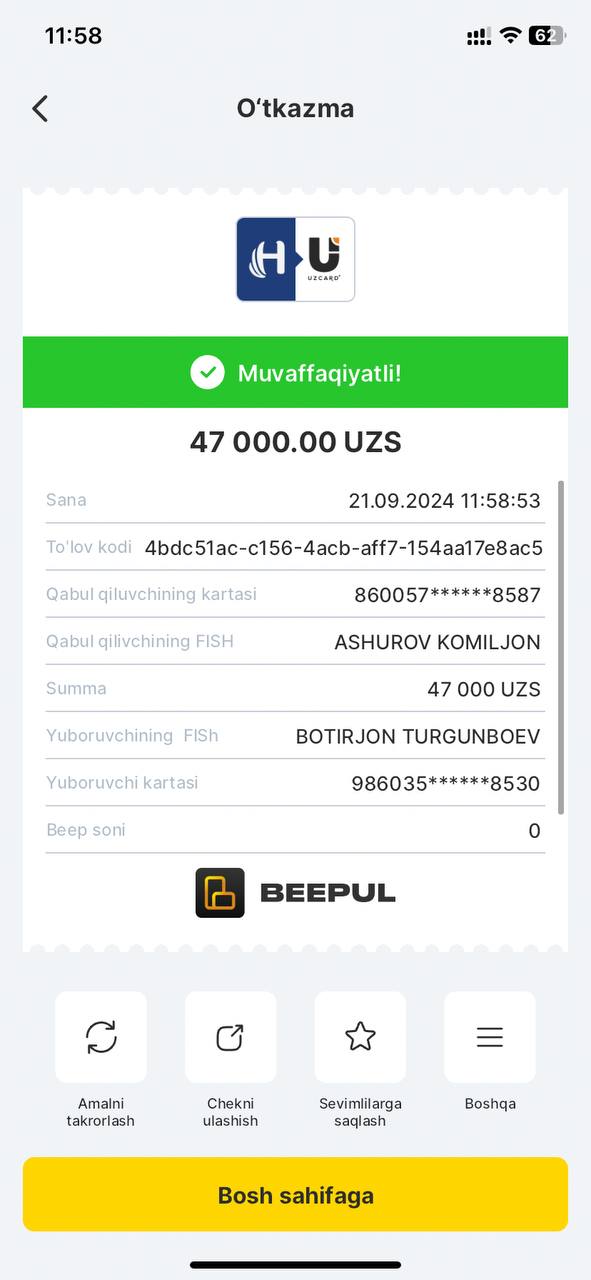 11:58
62
O‘tkazma
H U
UZCARD
Muvaffaqiyatli!
47 000.00 UZS
Sana 21.09.2024 11:58:53
To'lov kodi 4bdc51ac-c156-4acb-aff7-154aa17e8ac5
Qabul qiluvchining kartasi 860057******8587
Qabul qilivchining FISH ASHUROV KOMILJON
Summa 47 000 UZS
Yuboruvchining FISh BOTIRJON TURGUNBOEV
Yuboruvchi kartasi 986035******8530
Beep soni 0
BEEPUL
Amalni Chekni Sevimlilarga Boshqa
takrorlash ulashish saqlash
Bosh sahifaga